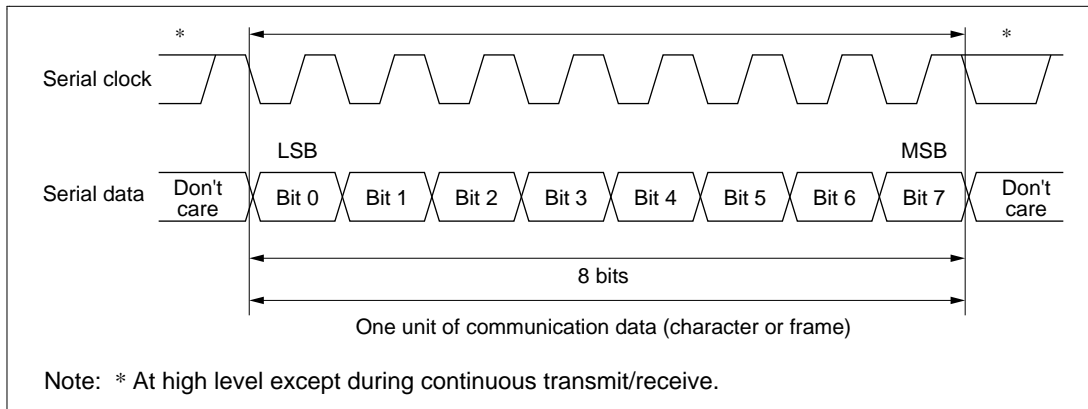 * *
Serial clock
LSB MSB
Serial data Don't care Bit 0 Bit 1 Bit 2 Bit 3 Bit 4 Bit 5 Bit 6 Bit 7 Don't care
8 bits
One unit of communication data (character or frame)
Note: * At high level except during continuous transmit/receive.